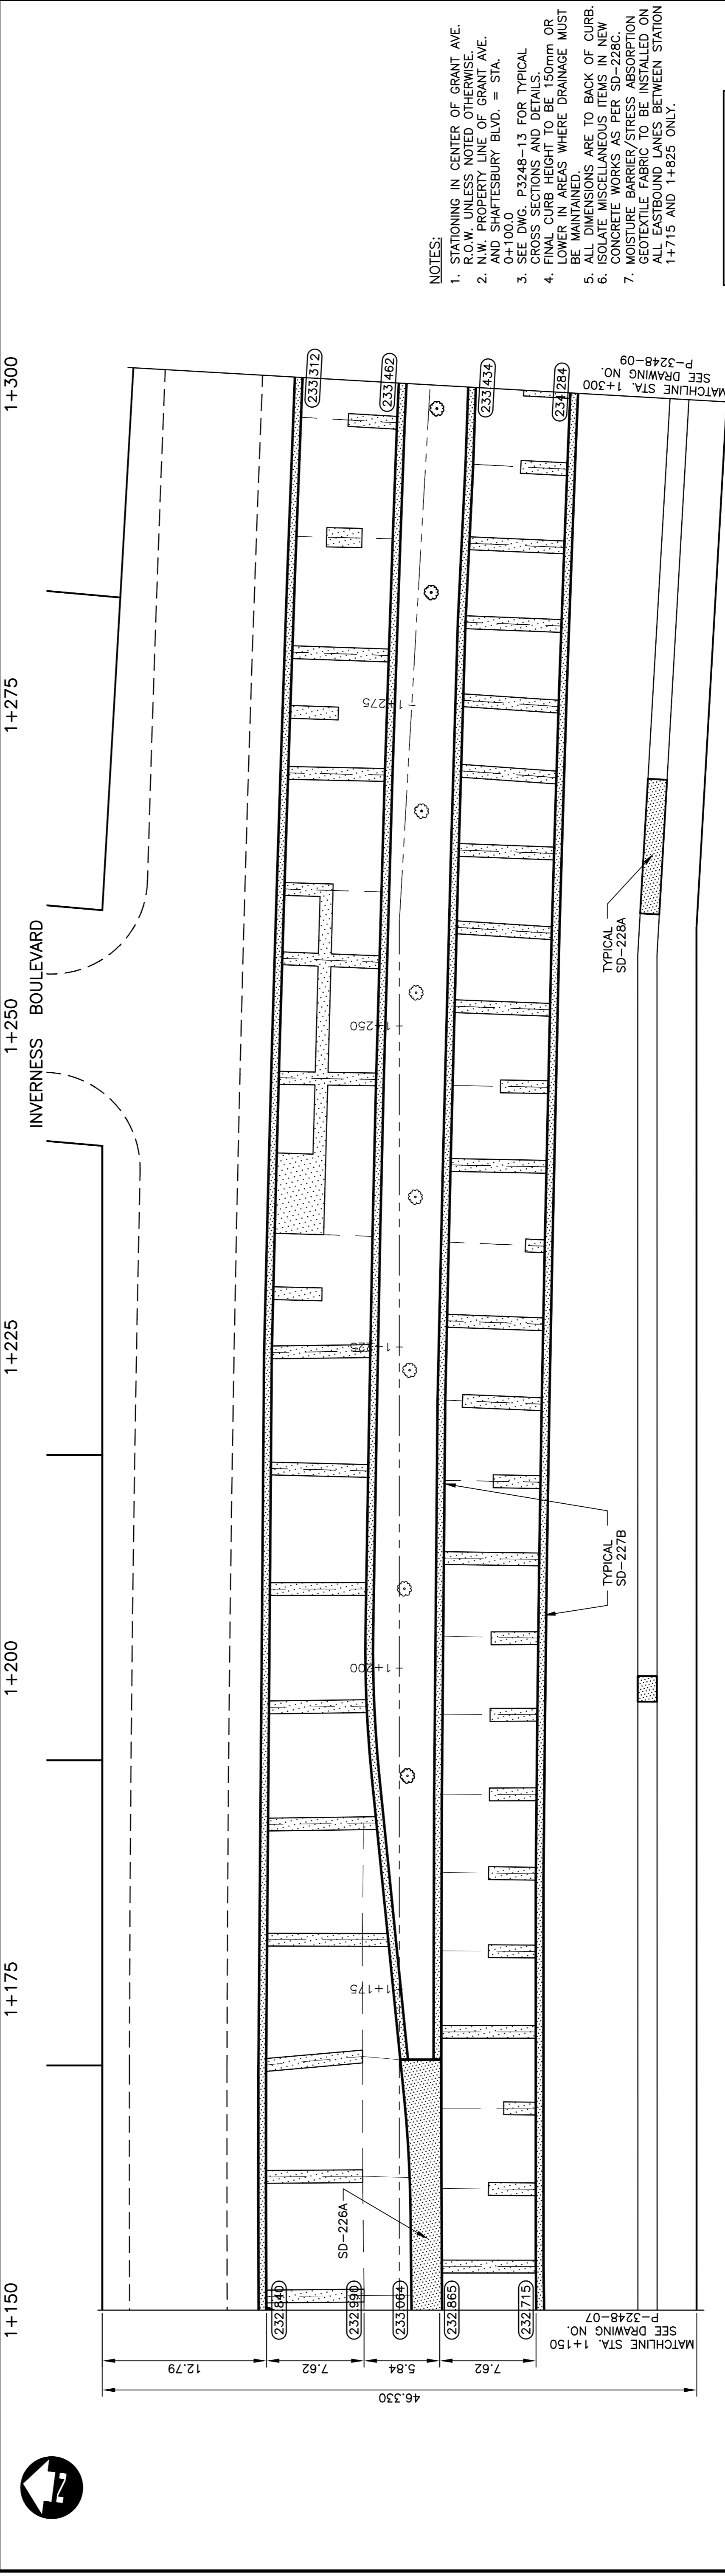 1+150
1+175
1+200
1+225
1+250
1+275
1+300
INVERNESS BOULEVARD
N
12.79
7.62
5.84
7.62
46.330
232.840
232.990
233.064
232.865
232.715
SD-226A
1+175
1+200
1+225
1+250
1+275
TYPICAL
SD-227B
TYPICAL
SD-228A
233.312
233.462
233.434
234.284
MATCHLINE STA. 1+150
SEE DRAWING NO.
P-3248-07
MATCHLINE STA. 1+300
SEE DRAWING NO.
P-3248-09
NOTES:
1. STATIONING IN CENTER OF GRANT AVE.
R.O.W. UNLESS NOTED OTHERWISE.
2. N.W. PROPERTY LINE OF GRANT AVE.
AND SHAFTESBURY BLVD. = STA.
0+100.0
3. SEE DWG. P3248-13 FOR TYPICAL
CROSS SECTIONS AND DETAILS.
4. FINAL CURB HEIGHT TO BE 150mm OR
LOWER IN AREAS WHERE DRAINAGE MUST
BE MAINTAINED.
5. ALL DIMENSIONS ARE TO BACK OF CURB.
6. ISOLATE MISCELLANEOUS ITEMS IN NEW
CONCRETE WORKS AS PER SD-228C.
7. MOISTURE BARRIER/STRESS ABSORPTION
GEOTEXTILE FABRIC TO BE INSTALLED ON
ALL EASTBOUND LANES BETWEEN STATION
1+715 AND 1+825 ONLY.